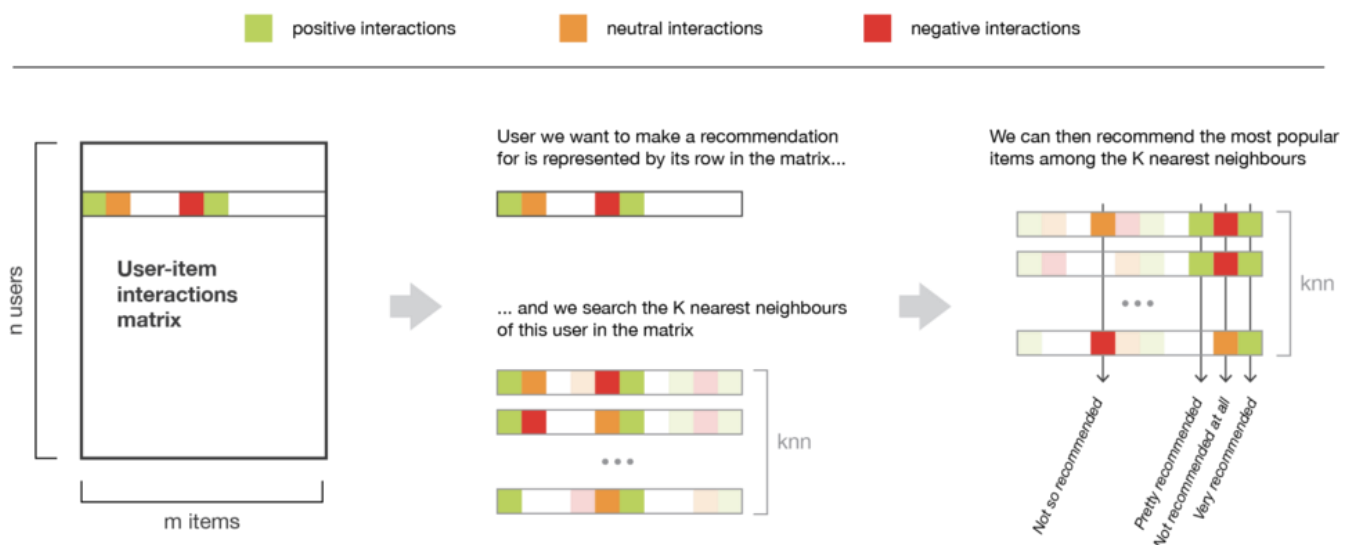 positive interactions
neutral interactions
negative interactions
n users
User-item
interactions
matrix
m items
User we want to make a recommendation
for is represented by its row in the matrix...
... and we search the K nearest neighbours
of this user in the matrix
knn
We can then recommend the most popular
items among the K nearest neighbours
knn
Not so recommended
Pretty recommended
Not recommended at all
Very recommended